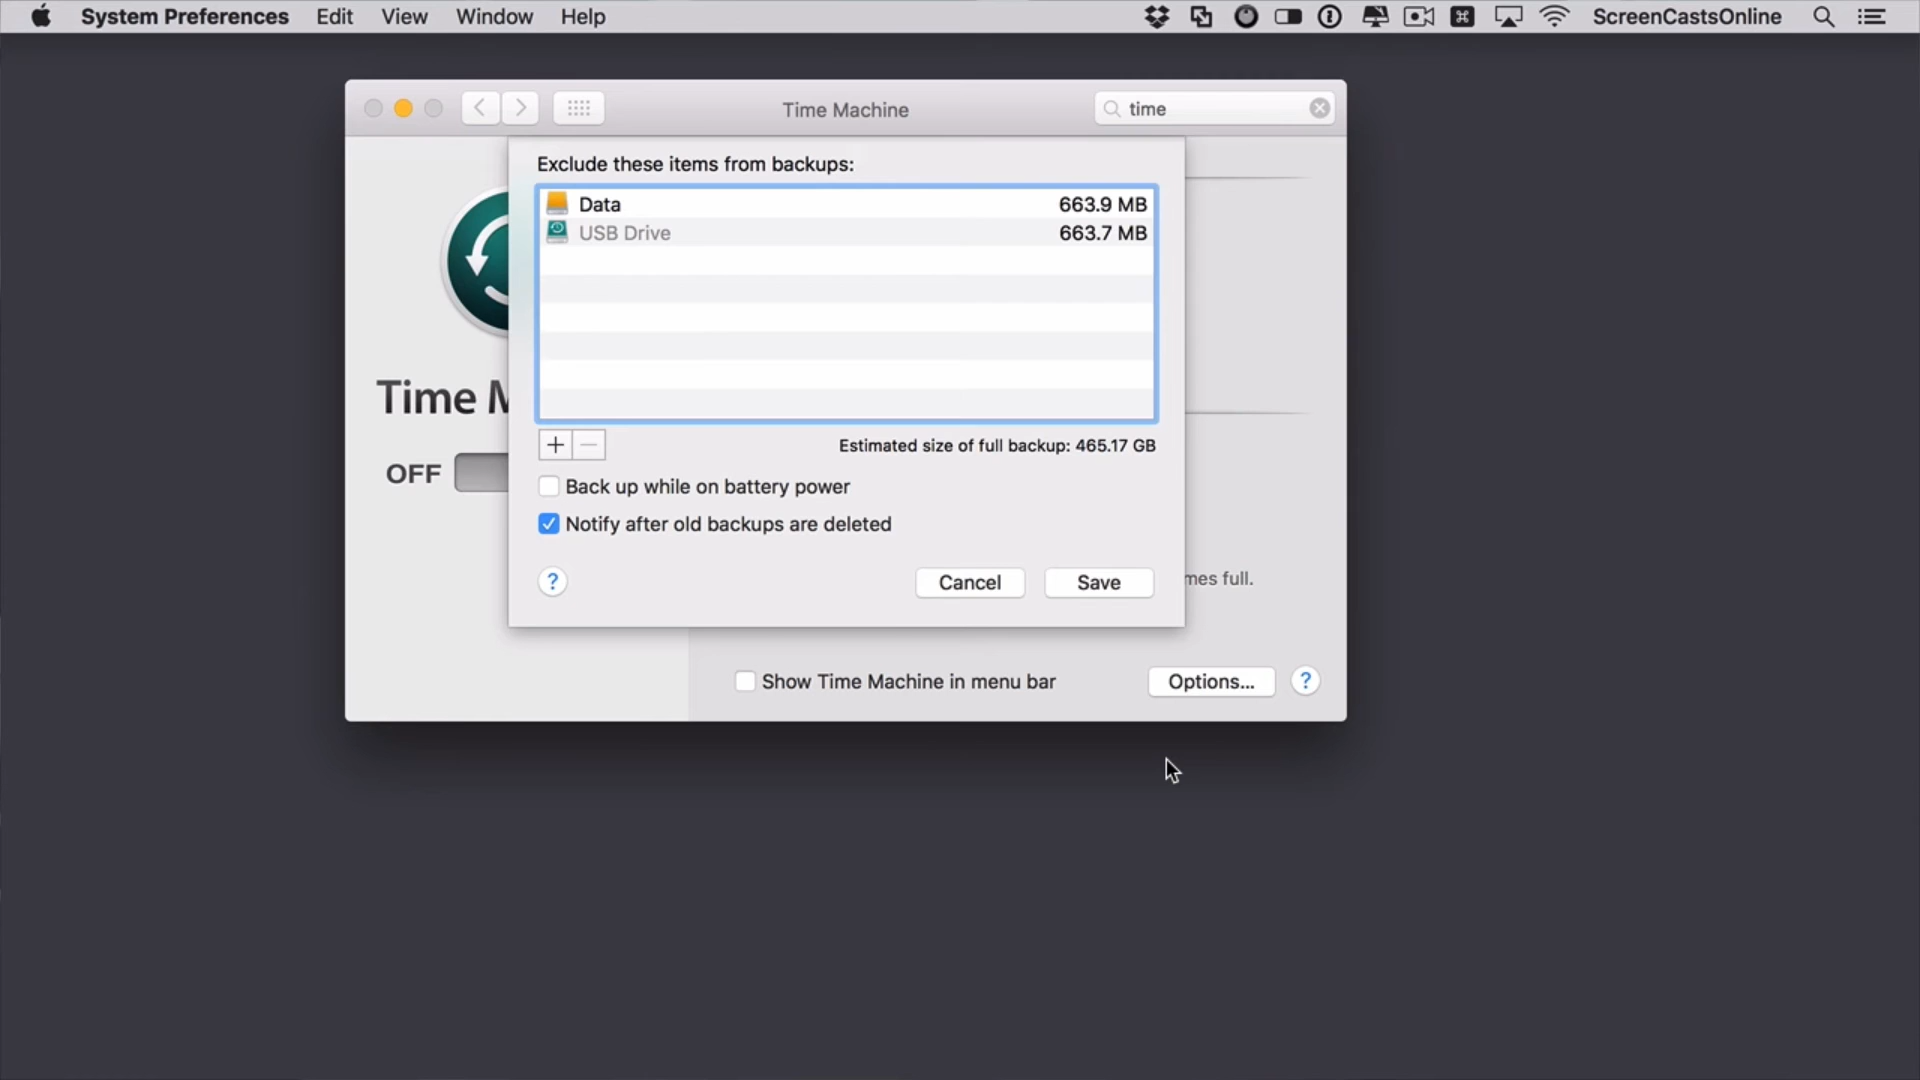 System Preferences Edit View Window Help ScreenCastsOnline
Time Machine
time
Exclude these items from backups:
Data 663.9 MB
USB Drive 663.7 MB
Time M
Estimated size of full backup: 465.17 GB
OFF
Back up while on battery power
Notify after old backups are deleted
? Cancel Save
mes full.
Show Time Machine in menu bar Options... ?